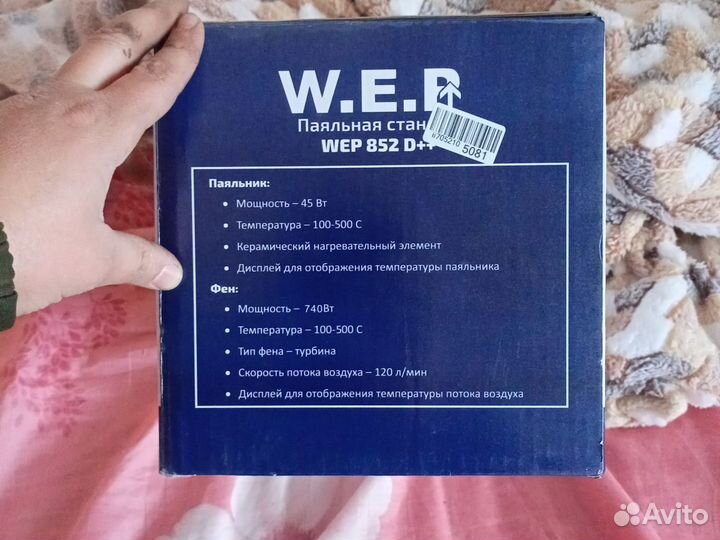 W.E.P
Паяльная стан
WEP 852 D++
8705210
5081
Паяльник:
• Мощность – 45 Вт
• Температура – 100-500 С
• Керамический нагревательный элемент
• Дисплей для отображения температуры паяльника
Фен:
• Мощность – 740Вт
• Температура – 100-500 С
• Тип фена – турбина
• Скорость потока воздуха – 120 л/мин
• Дисплей для отображения температуры потока воздуха
Avito